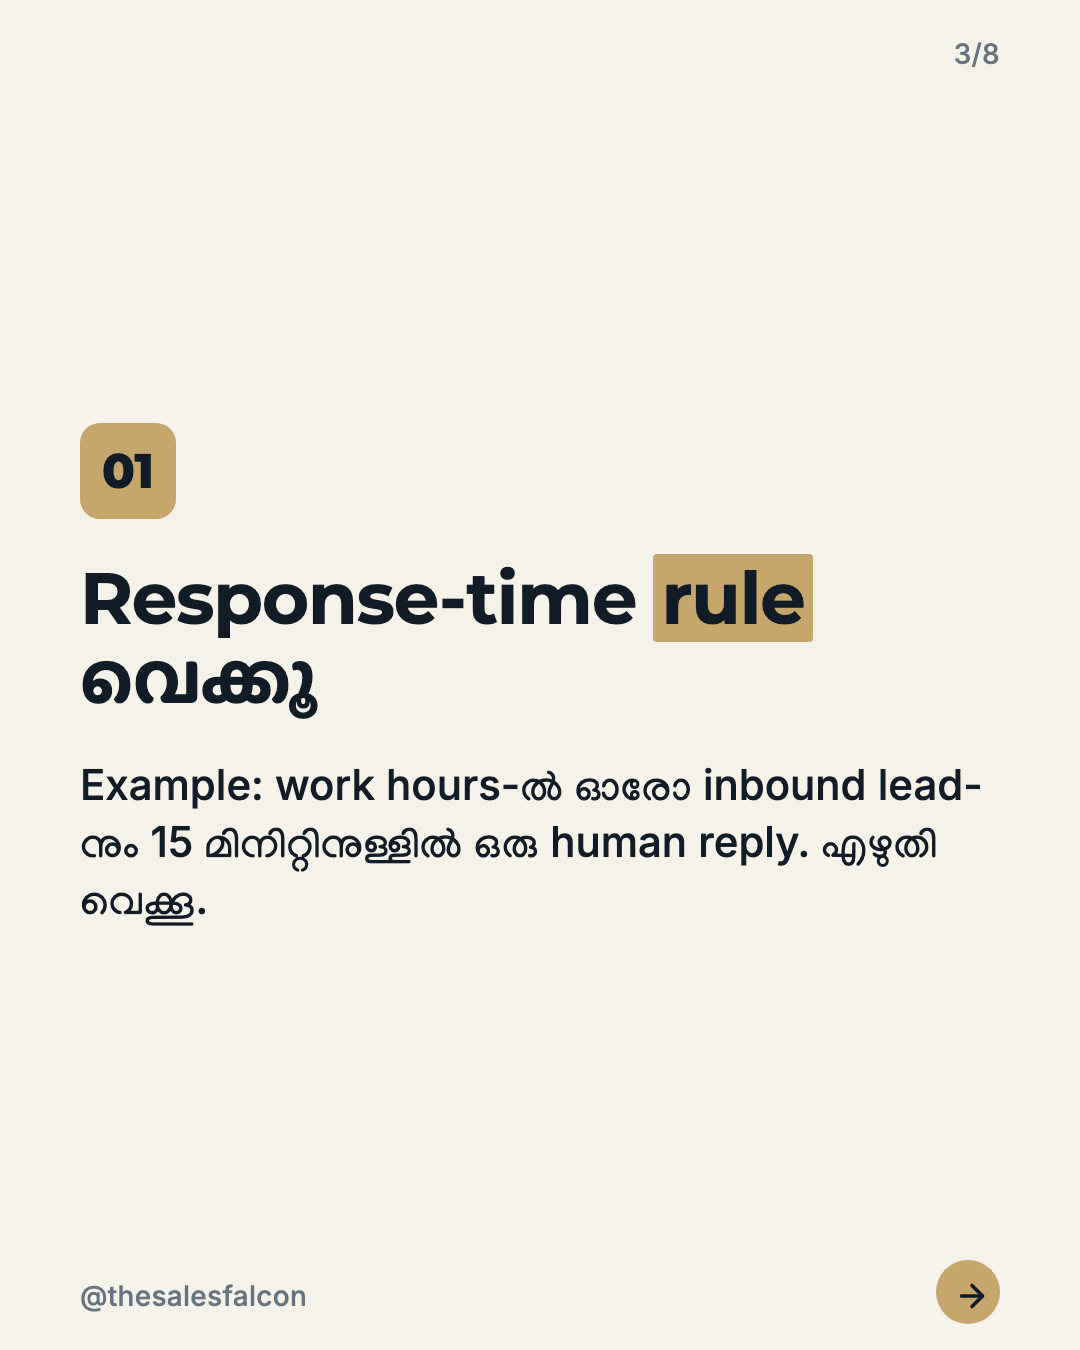 3/8
01
Response-time rule
വെക്കൂ
Example: work hours-ൽ ഓരോ inbound lead-
നും 15 മിനിറ്റിനുള്ളിൽ ഒരു human reply. എഴുതി
വെക്കൂ.
@thesalesfalcon